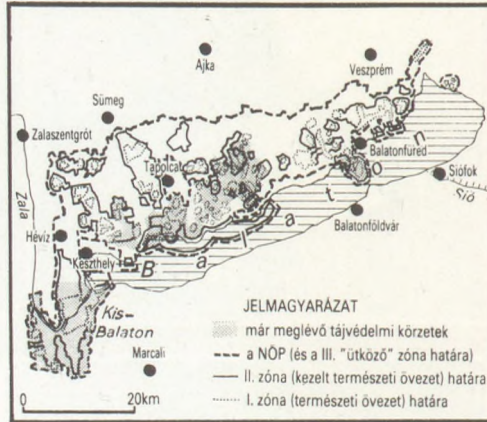 Ajka
Veszprém
Sümeg
Zalaszentgrót
Tapolca
Balatonfüred
Siófok
Sió
Zala
Balatonföldvár
Hévíz
Keszthely
Balaton
Kis-
Balaton
Marcali
0 20km
JELMAGYARÁZAT
már meglévő tájvédelmi körzetek
a NÖP (és a III. "ütköző" zóna határa)
II. zóna (kezelt természeti övezet) határa
I. zóna (természeti övezet) határa